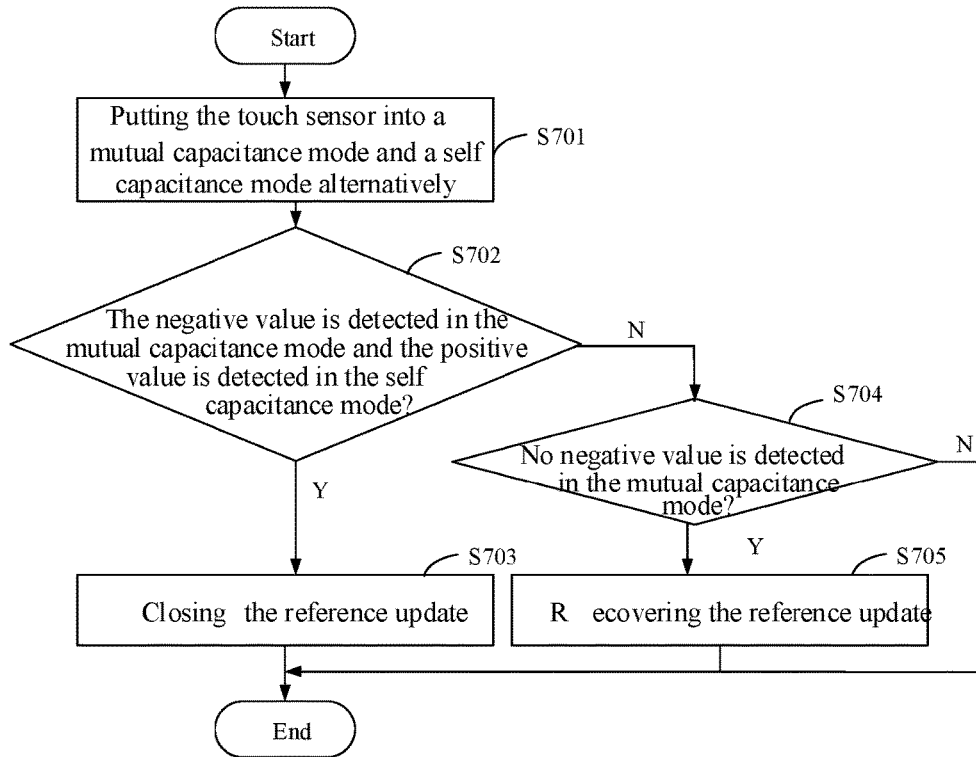 Start
Putting the touch sensor into a
mutual capacitance mode and a self
capacitance mode alternatively
S701
S702
The negative value is detected in the
mutual capacitance mode and the positive
value is detected in the self
capacitance mode?
N
S704
No negative value is detected
in the mutual capacitance
mode?
N
Y
Y
S703
Closing the reference update
S705
R ecovering the reference update
End